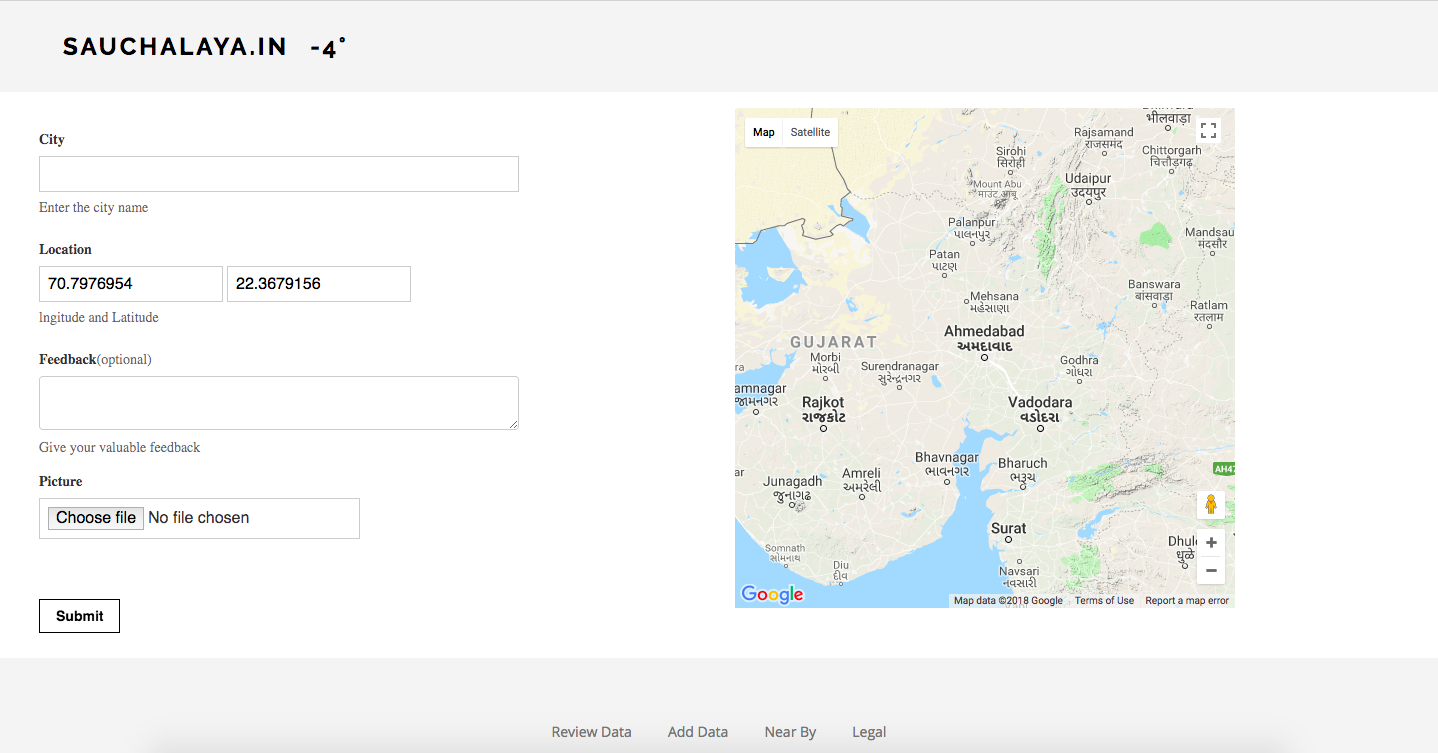 SAUCHALAYA.IN -4°
City
Enter the city name
Location
70.7976954 22.3679156
lngitude and Latitude
Feedback(optional)
Give your valuable feedback
Picture
Choose file No file chosen
Submit
Map Satellite
भीलवाड़ा
Rajsamand
राजसमंद
Sirohi
सिरोही
Chittorgarh
चित्तौड़गढ़
Mount Abu
माउंट आबू
Udaipur
उदयपुर
Palanpur
પાલનપુર
Mandsau
मंदसौर
Patan
પાટણ
Banswara
बांसवाड़ा
Mehsana
મહેસાણા
Ratlam
रतलाम
Ahmedabad
અમદાવાદ
GUJARAT
Morbi
મોરબી
Surendranagar
સુરેન્દ્રનગર
Godhra
ગોધરા
amnagar
જામનગર
Rajkot
રાજકોટ
Vadodara
વડોદરા
Bhavnagar
ભાવનગર
Bharuch
ભરૂચ
AH47
ar
Amreli
અમરેલી
Junagadh
જુનાગઢ
Surat
Somnath
સોમનાથ
Dhule
धुळे
Diu
દીવ
Navsari
નવસારી
Google
Map data ©2018 Google Terms of Use Report a map error
Review Data Add Data Near By Legal